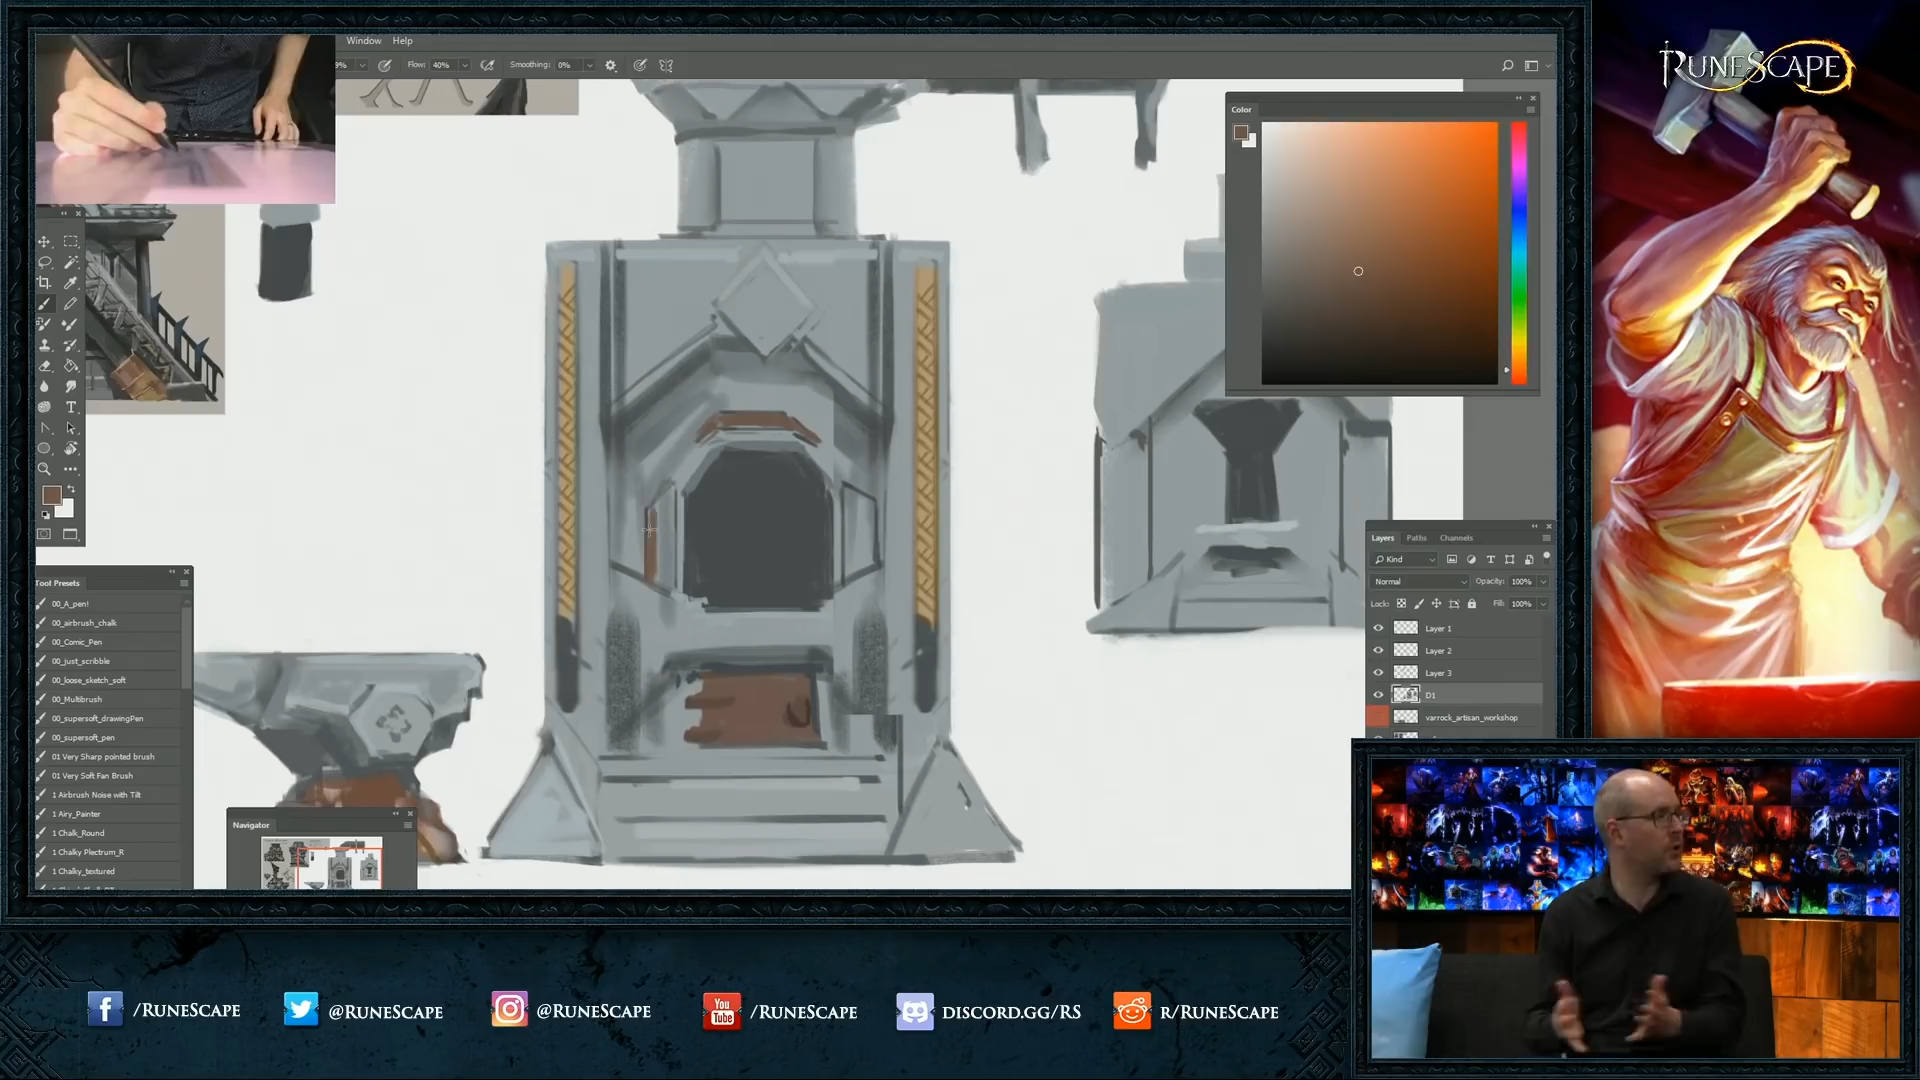 Window Help
9% Flow: 40% Smoothing: 0%
RUNESCAPE
Color
Tool Presets
00_A_pen!
00_airbrush_chalk
00_Comic_Pen
00_just_scribble
00_loose_sketch_soft
00_Multibrush
00_supersoft_drawingPen
00_supersoft_pen
01 Very Sharp pointed brush
01 Very Soft Fan Brush
1 Airbrush Noise with Tilt
1 Airy_Painter
1 Chalk_Round
1 Chalky Plectrum_R
1 Chalky_textured
Navigator
Layers Paths Channels
Kind
Normal Opacity: 100%
Lock: Fill: 100%
Layer 1
Layer 2
Layer 3
D1
varrock_artisan_workshop
/RUNESCAPE
@RUNESCAPE
@RUNESCAPE
You Tube /RUNESCAPE
DISCORD.GG/RS
R/RUNESCAPE